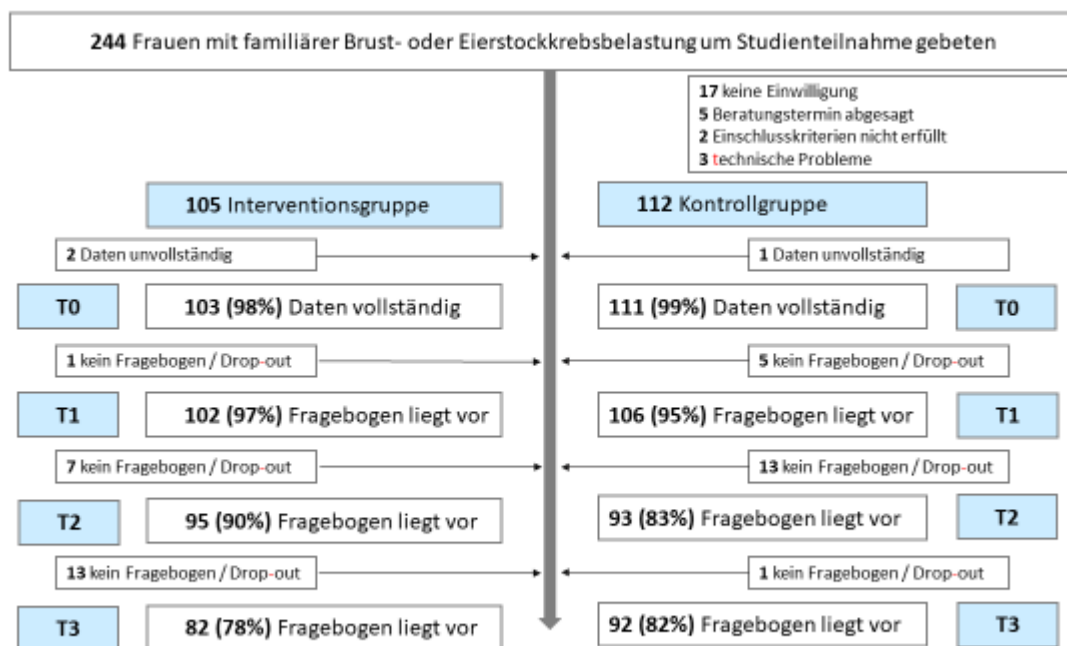 244 Frauen mit familiärer Brust- oder Eierstockkrebsbelastung um Studienteilnahme gebeten
17 keine Einwilligung
5 Beratungstermin abgesagt
2 Einschlusskriterien nicht erfüllt
3 technische Probleme
105 Interventionsgruppe
112 Kontrollgruppe
2 Daten unvollständig
1 Daten unvollständig
T0
103 (98%) Daten vollständig
111 (99%) Daten vollständig
T0
1 kein Fragebogen / Drop-out
5 kein Fragebogen / Drop-out
T1
102 (97%) Fragebogen liegt vor
106 (95%) Fragebogen liegt vor
T1
7 kein Fragebogen / Drop-out
13 kein Fragebogen / Drop-out
T2
95 (90%) Fragebogen liegt vor
93 (83%) Fragebogen liegt vor
T2
13 kein Fragebogen / Drop-out
1 kein Fragebogen / Drop-out
T3
82 (78%) Fragebogen liegt vor
92 (82%) Fragebogen liegt vor
T3